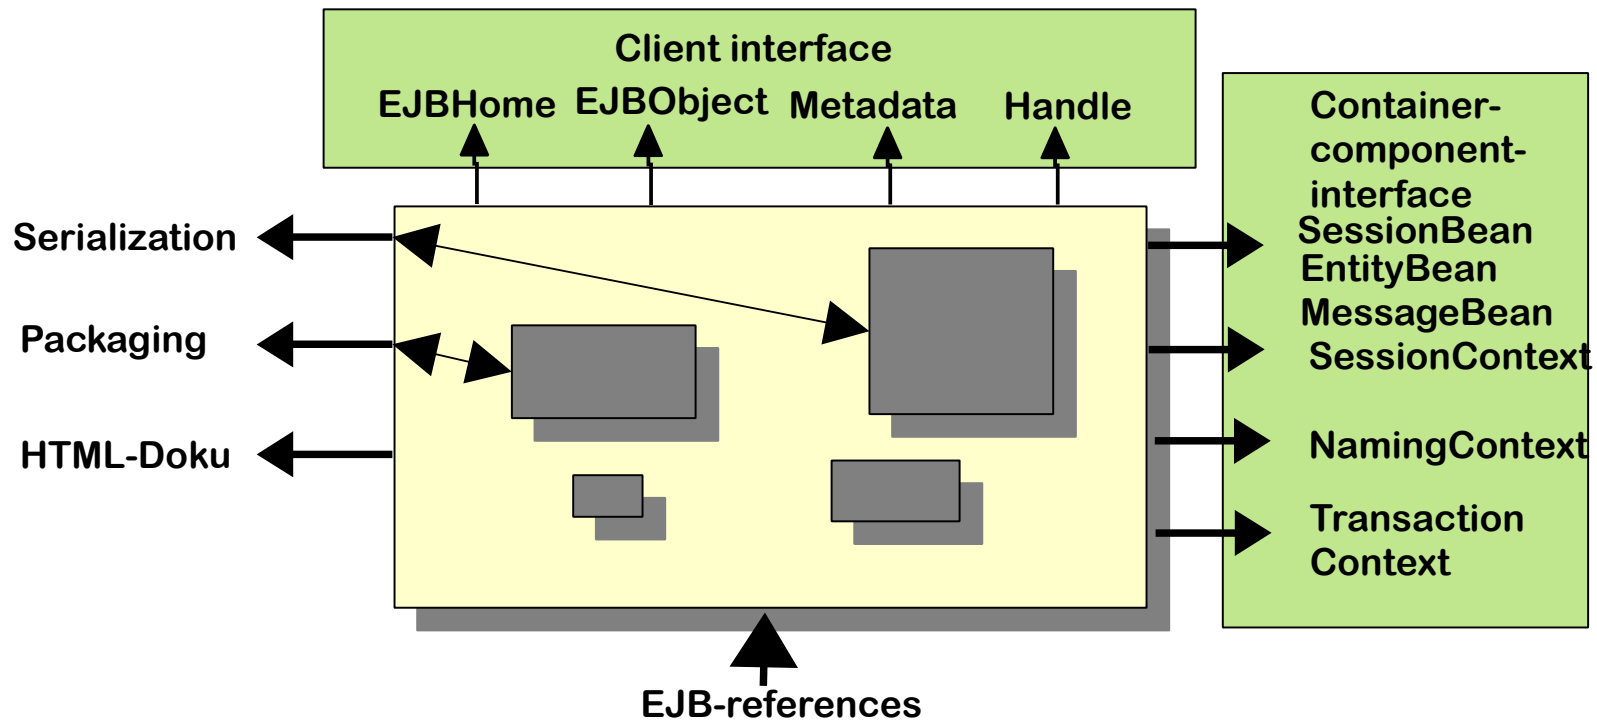 Client interface
EJBHome EJBObject Metadata Handle
Container-
component-
interface
SessionBean
EntityBean
MessageBean
SessionContext
NamingContext
Transaction
Context
Serialization
Packaging
HTML-Doku
EJB-references